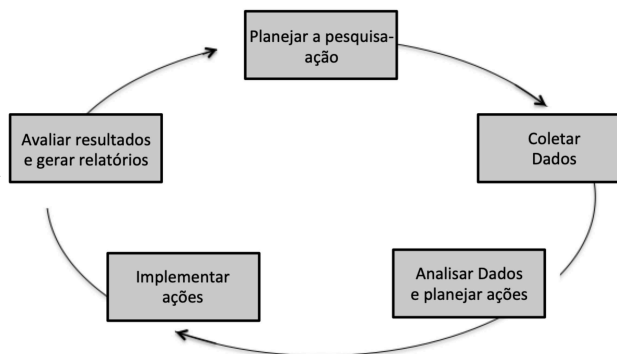 Planejar a pesquisa-
ação
Coletar
Dados
Analisar Dados
e planejar ações
Implementar
ações
Avaliar resultados
e gerar relatórios